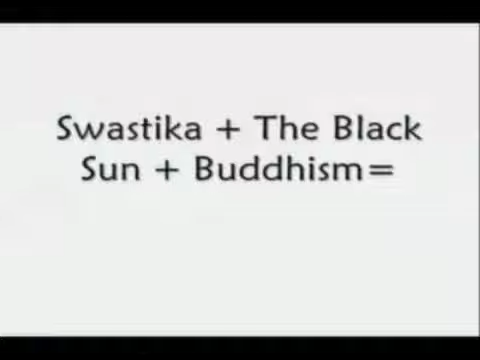 Swastika + The Black
Sun + Buddhism=